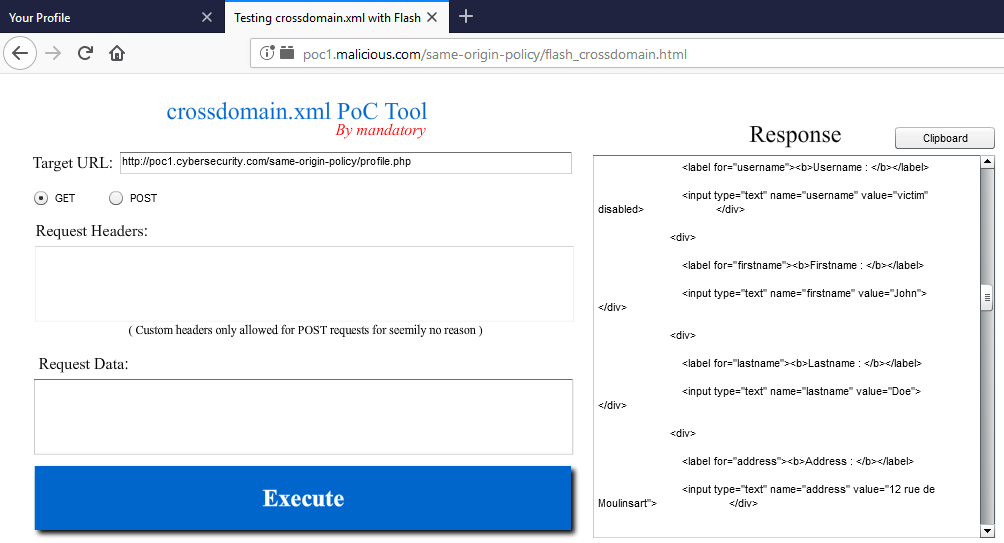 Your Profile
Testing crossdomain.xml with Flash
poc1.malicious.com/same-origin-policy/flash_crossdomain.html
crossdomain.xml PoC Tool
By mandatory
Target URL: http://poc1.cybersecurity.com/same-origin-policy/profile.php
GET POST
Request Headers:
( Custom headers only allowed for POST requests for seemily no reason )
Request Data:
Execute
Response
Clipboard
<label for="username"><b>Username : </b></label>
<input type="text" name="username" value="victim"
disabled> </div>
<div>
<label for="firstname"><b>Firstname : </b></label>
<input type="text" name="firstname" value="John">
</div>
<div>
<label for="lastname"><b>Lastname : </b></label>
<input type="text" name="lastname" value="Doe">
</div>
<div>
<label for="address"><b>Address : </b></label>
<input type="text" name="address" value="12 rue de
Moulinsart"> </div>